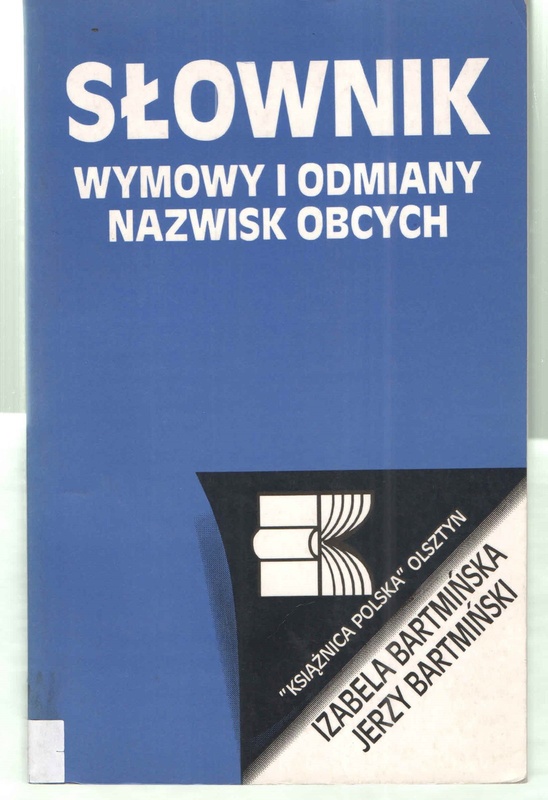 SŁOWNIK
WYMOWY I ODMIANY
NAZWISK OBCYCH
"KSIĄŻNICA POLSKA" OLSZTYN
IZABELA BARTMIŃSKA
JERZY BARTMIŃSKI